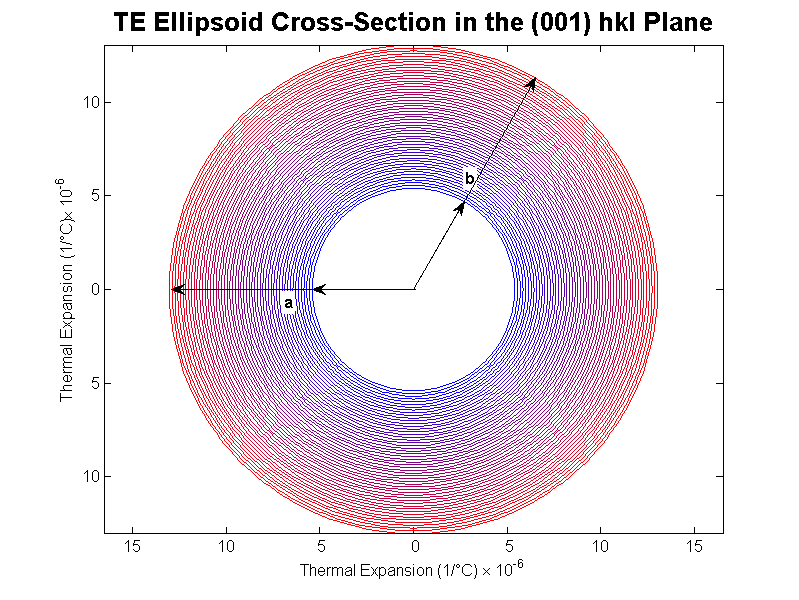 TE Ellipsoid Cross-Section in the (001) hkl Plane
10
5
0
5
10
Thermal Expansion (1/°C)× 10-6
b
a
15
10
5
0
5
10
15
Thermal Expansion (1/°C) × 10-6